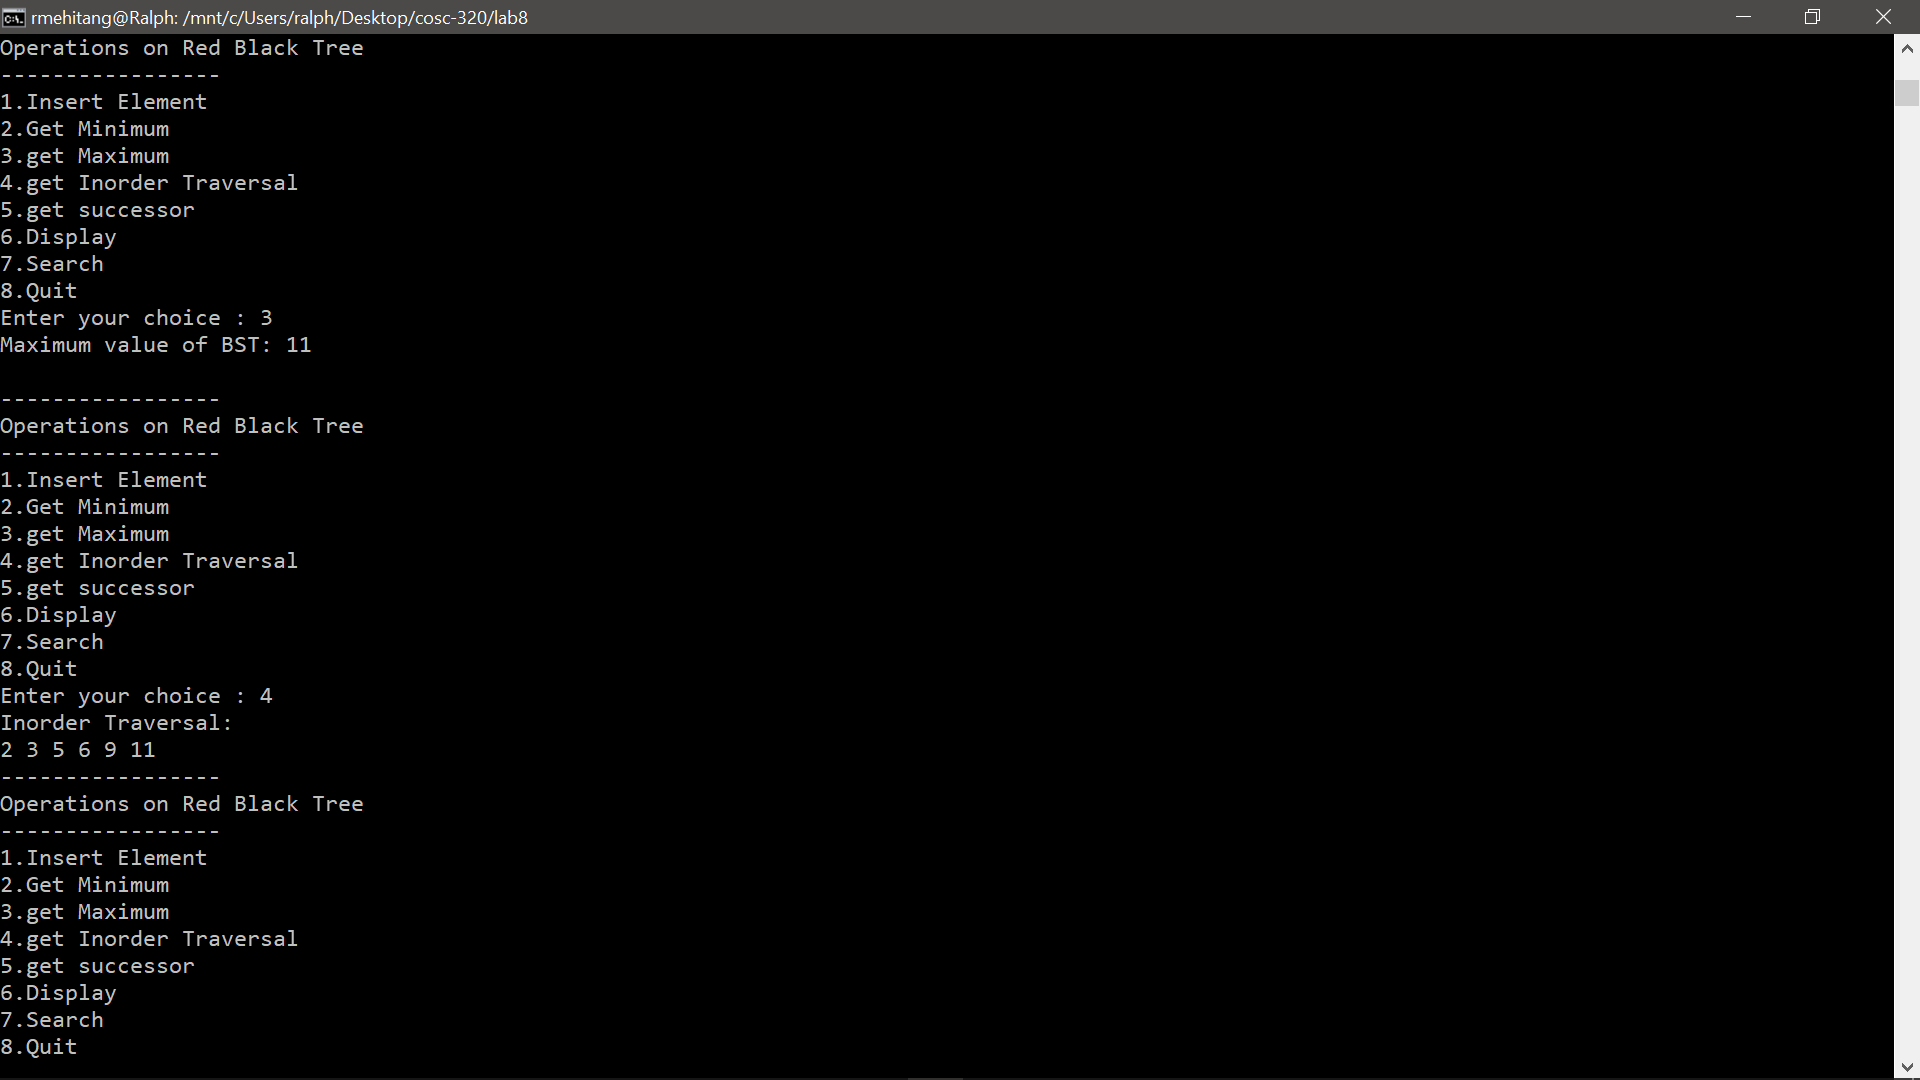 rmehitang@Ralph: /mnt/c/Users/ralph/Desktop/cosc-320/lab8
Operations on Red Black Tree
-----------------
1.Insert Element
2.Get Minimum
3.get Maximum
4.get Inorder Traversal
5.get successor
6.Display
7.Search
8.Quit
Enter your choice : 3
Maximum value of BST: 11
-----------------
Operations on Red Black Tree
-----------------
1.Insert Element
2.Get Minimum
3.get Maximum
4.get Inorder Traversal
5.get successor
6.Display
7.Search
8.Quit
Enter your choice : 4
Inorder Traversal:
2 3 5 6 9 11
-----------------
Operations on Red Black Tree
-----------------
1.Insert Element
2.Get Minimum
3.get Maximum
4.get Inorder Traversal
5.get successor
6.Display
7.Search
8.Quit